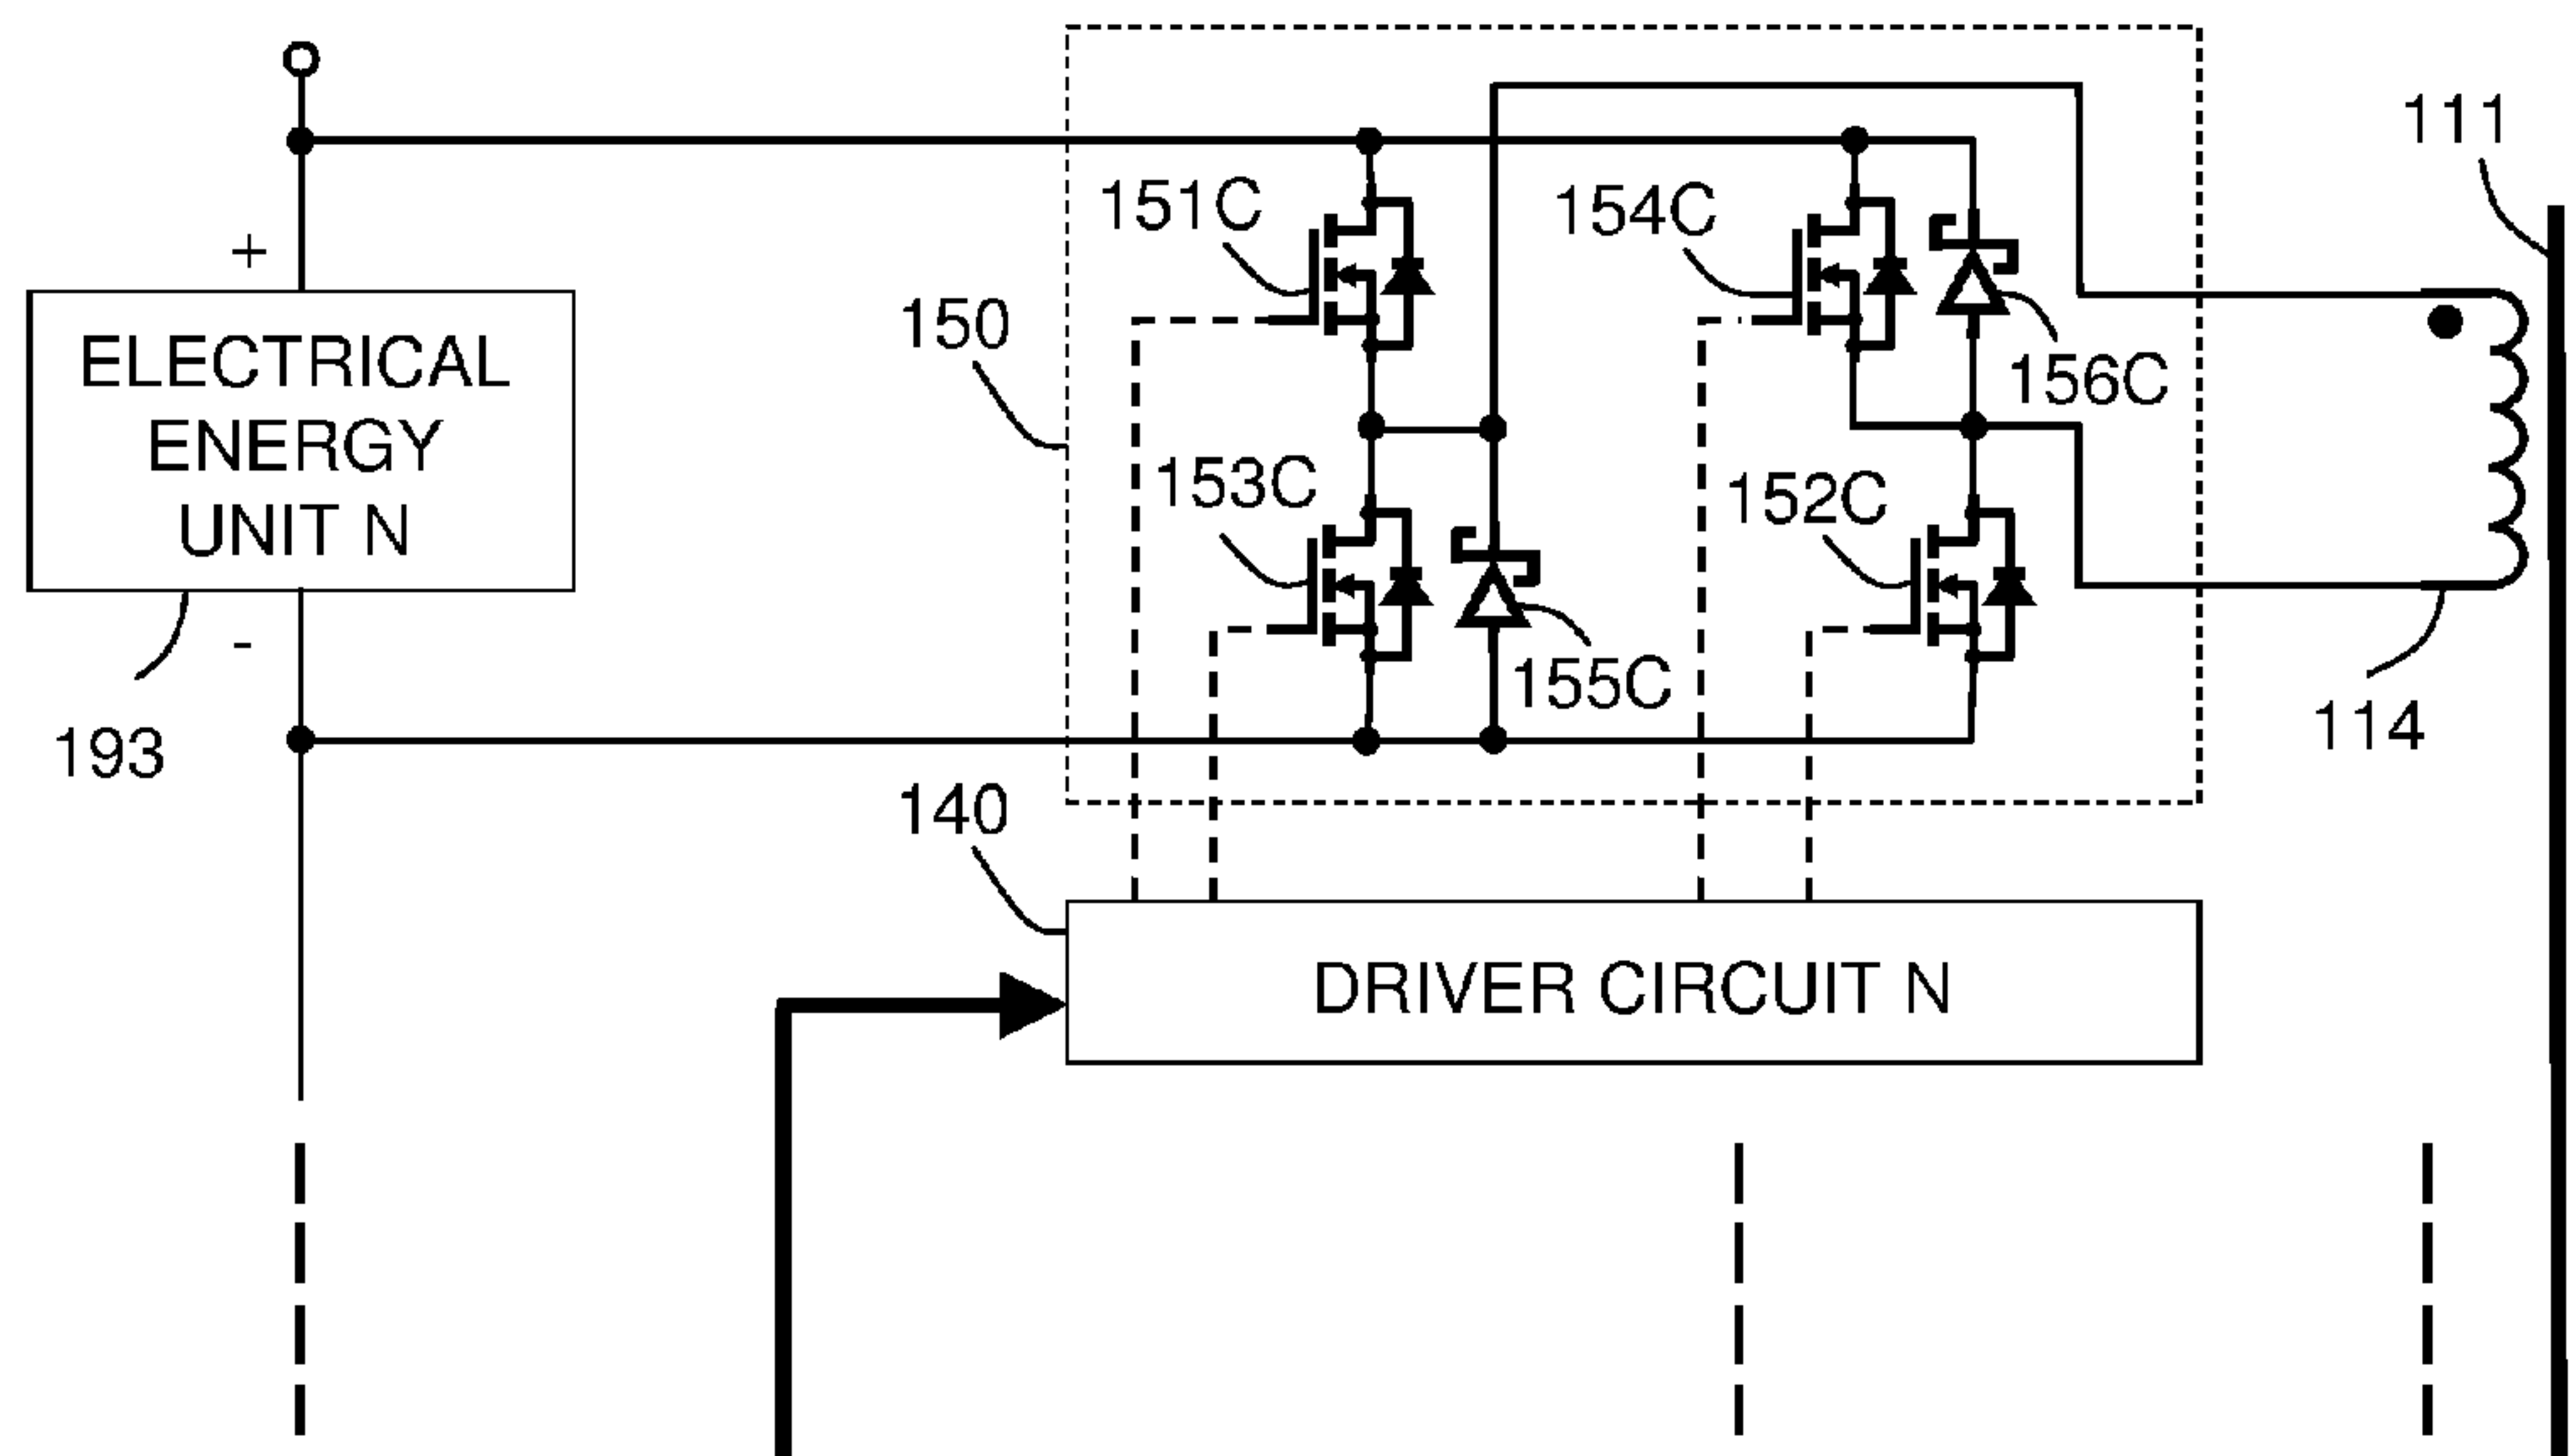 111
151C
154C
+
150
ELECTRICAL
ENERGY
UNIT N
156C
153C
152C
-
155C
193
114
140
DRIVER CIRCUIT N